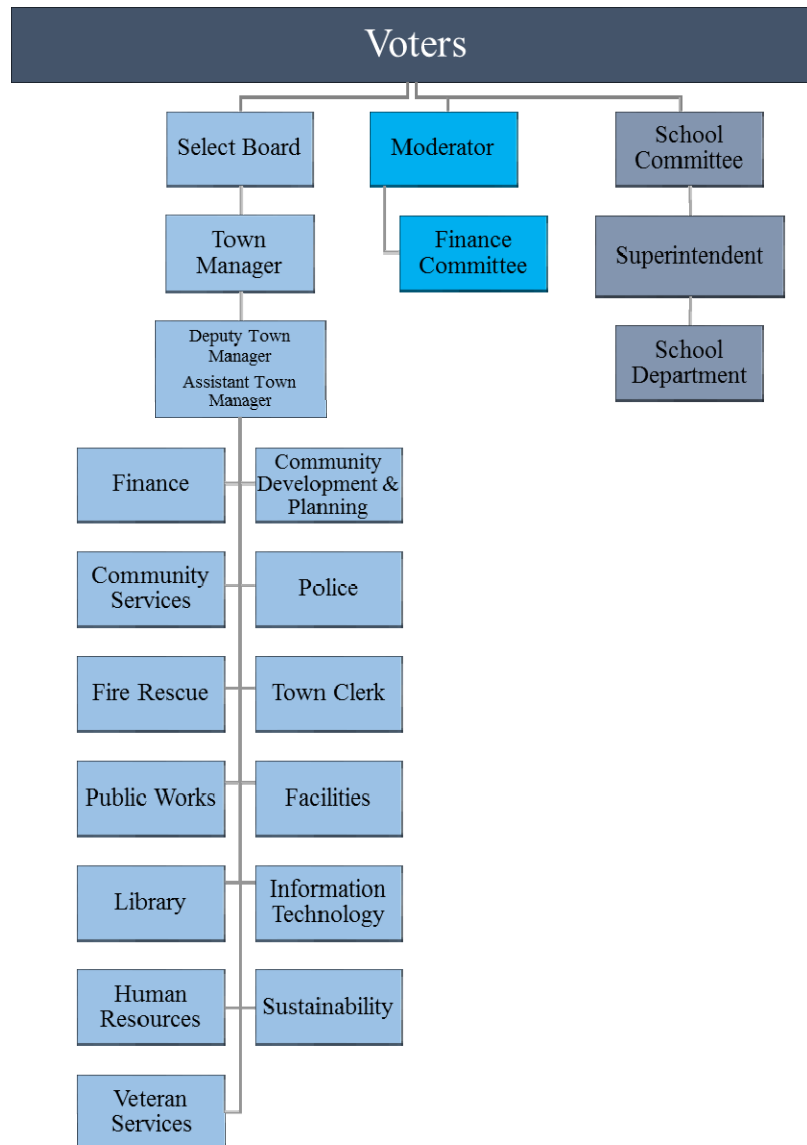 Voters
Select
Board
Moderator
School
Committee
Town
Manager
Finance
Committee
Superintendent
Deputy Town
Manager
Assistant Town
Manager
School
Department
Finance
Community
Development &
Planning
Community
Services
Police
Fire Rescue
Town Clerk
Public Works
Facilities
Library
Information
Technology
Human
Resources
Sustainability
Veteran
Services